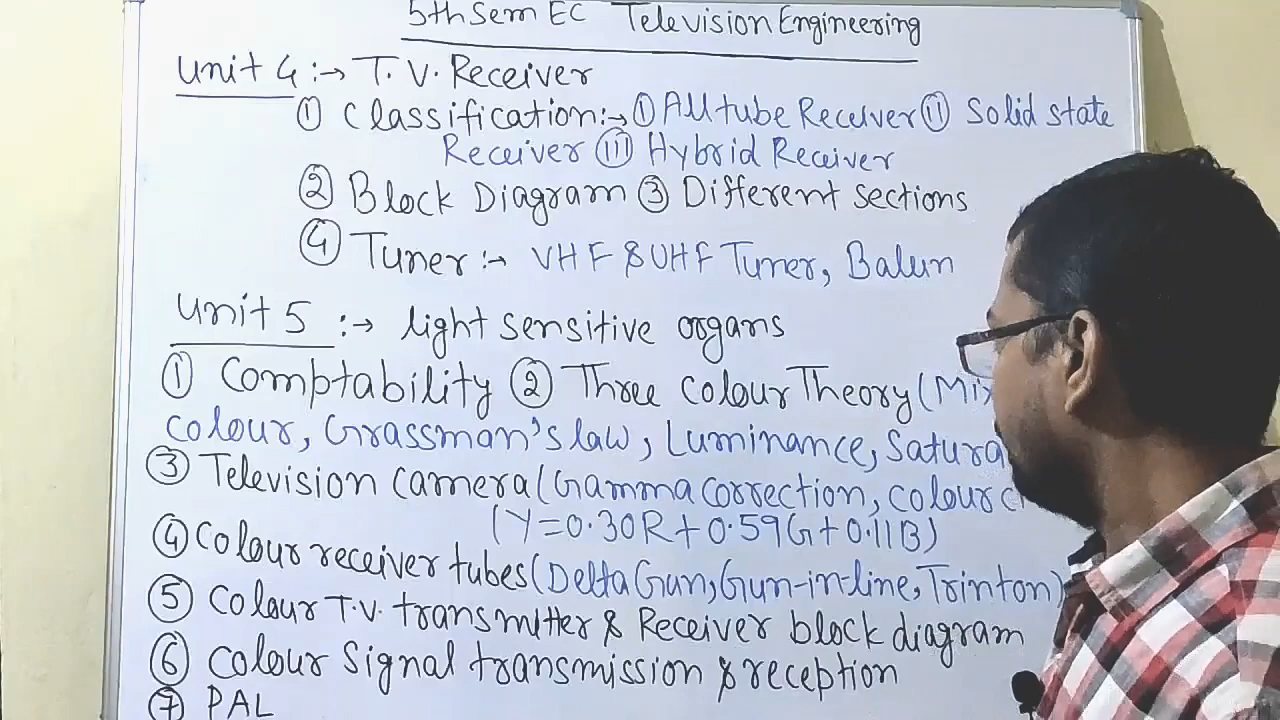 5th Sem EC Television Engineering
Unit 4 :→ T.V. Receiver
① Classification:→ ① All tube Receiver ⓘⓘ Solid state
Receiver ⓘⓘⓘ Hybrid Receiver
② Block Diagram ③ Different sections
④ Tuner :→ VHF & UHF Tuner, Balun
Unit 5 :→ light sensitive organs
① Comptability ② Three Colour Theory (
colour, Grassman's law, Luminance,
③ Television camera (Gamma correction, colour
(Y=0.30R+0.59G+0.11B)
④ Colour receiver tubes (Delta Gun, Gun-in-line, Trinton)
⑤ Colour T.V. transmitter & Receiver block diagram
⑥ Colour Signal transmission & reception
⑦ PAL